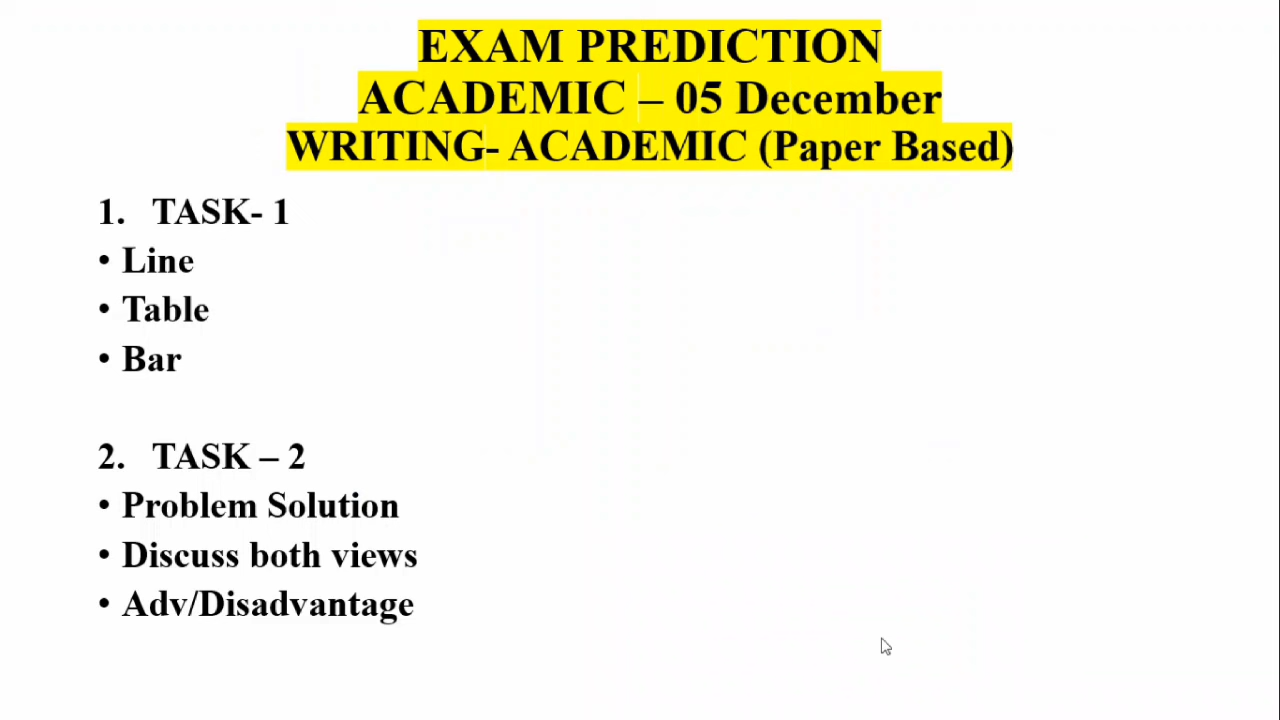 EXAM PREDICTION
ACADEMIC – 05 December
WRITING- ACADEMIC (Paper Based)
1. TASK- 1
• Line
• Table
• Bar
2. TASK – 2
• Problem Solution
• Discuss both views
• Adv/Disadvantage